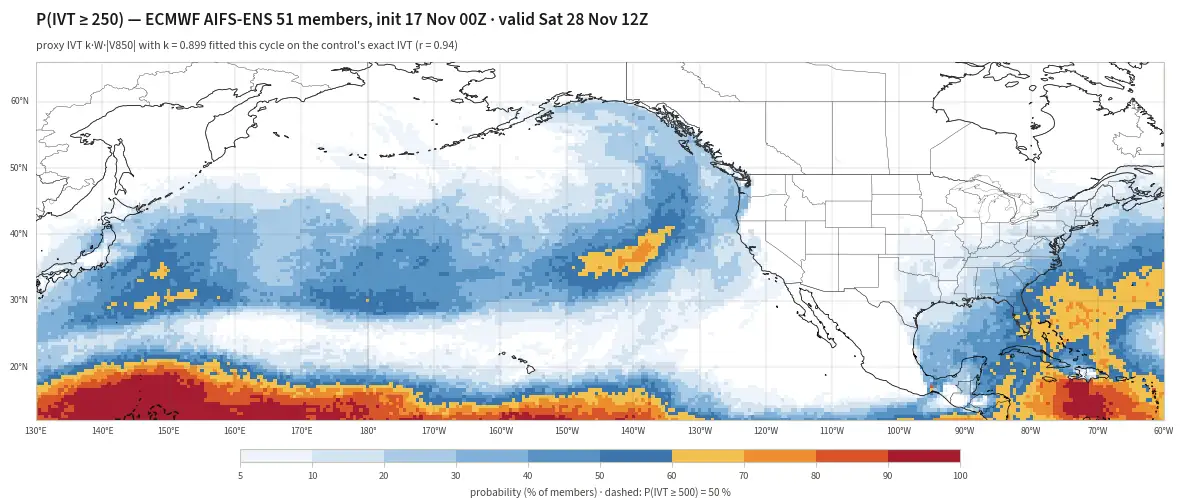 P(IVT ≥ 250) — ECMWF AIFS-ENS 51 members, init 17 Nov 00Z · valid Sat 28 Nov 12Z
proxy IVT k·W·|V850| with k = 0.899 fitted this cycle on the control's exact IVT (r = 0.94)
60°N
50°N
40°N
30°N
20°N
130°E 140°E 150°E 160°E 170°E 180° 170°W 160°W 150°W 140°W 130°W 120°W 110°W 100°W 90°W 80°W 70°W 60°W
5 10 20 30 40 50 60 70 80 90 100
probability (% of members) · dashed: P(IVT ≥ 500) = 50 %